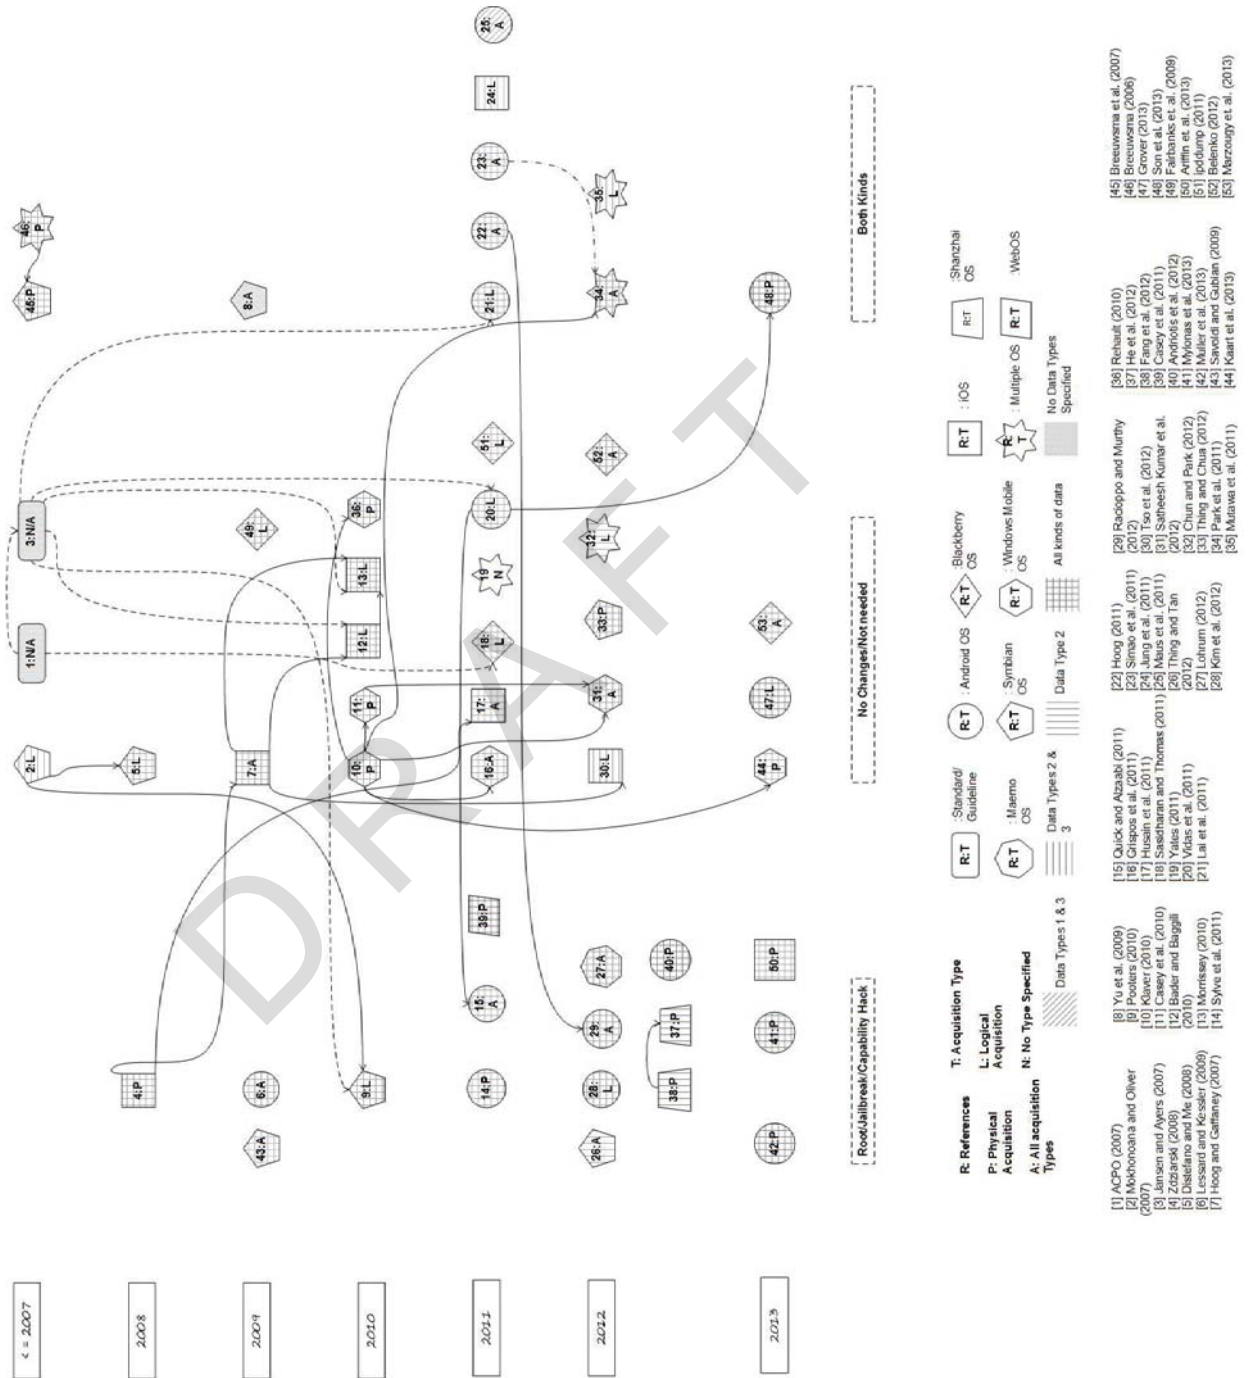 < = 2007
2:L
1:N/A
3:N/A
45:P
46:
P
2008
4:P
5:L
2009
43:A
6:A
7:A
49:
L
8:A
2010
9:L
10:
P
11:
P
12:L
13:L
36:
P
2011
14:P
15:
A
39:P
16:A
17:
A
18:
L
19
N
20:L
51:
L
21:L
22:
A
23:
A
24:L
25:
A
2012
26:A
28:
L
29:
A
27:A
30:L
31:
A
33:P
32:
L
52:
A
34:
A
35:
L
38:P
37:P
40:P
2013
42:P
41:P
50:P
44:
P
47:L
53:
A
48:P
Root/Jailbreak/Capability Hack
No Changes/Not needed
Both Kinds
DRAFT
R: References
P: Physical
Acquisition
A: All acquisition
Types
T: Acquisition Type
L: Logical
Acquisition
N: No Type Specified
R:T
:Standard/
Guideline
R:T
: Android OS
R:T
:Blackberry
OS
R:T
: iOS
R:T
:Shanzhai
OS
R:T
: Maemo
OS
R:T
: Symbian
OS
R:T
: Windows Mobile
R:
T
: Multiple OS
R:T
:WebOS
Data Types 1 & 3
Data Types 2 &
3
Data Type 2
All kinds of data
No Data Types
Specified
[1] ACPO (2007)
[2] Mokhonoana and Oliver
(2007)
[3] Jansen and Ayers (2007)
[4] Zdziarski (2008)
[5] Distefano and Me (2008)
[6] Lessard and Kessler (2009)
[7] Hoog and Gaffaney (2007)
[8] Yu et al. (2009)
[9] Pooters (2010)
[10] Klaver (2010)
[11] Casey et al. (2010)
[12] Bader and Baggili
(2010)
[13] Morrissey (2010)
[14] Sylve et al. (2011)
[15] Quick and Alzaabi (2011)
[16] Grispos et al. (2011)
[17] Husain et al. (2011)
[18] Sasidharan and Thomas (2011)
[19] Yates (2011)
[20] Vidas et al. (2011)
[21] Lai et al. (2011)
[22] Hoog (2011)
[23] Simao et al. (2011)
[24] Jung et al. (2011)
[25] Maus et al. (2011)
[26] Thing and Tan
(2012)
[27] Lohrum (2012)
[28] Kim et al. (2012)
[29] Racioppo and Murthy
(2012)
[30] Tso et al. (2012)
[31] Satheesh Kumar et al.
(2012)
[32] Chun and Park (2012)
[33] Thing and Chua (2012)
[34] Park et al. (2011)
[35] Mutawa et al. (2011)
[36] Rehault (2010)
[37] He et al. (2012)
[38] Fang et al. (2012)
[39] Casey et al. (2011)
[40] Andriotis et al. (2012)
[41] Mylonas et al. (2013)
[42] Muller et al. (2013)
[43] Savoldi and Gubian (2009)
[44] Kaart et al. (2013)
[45] Breeuwsma et al. (2007)
[46] Breeuwsma (2006)
[47] Grover (2013)
[48] Son et al. (2013)
[49] Fairbanks et. al. (2009)
[50] Ariffin et. al. (2013)
[51] ipddump (2011)
[52] Belenko (2012)
[53] Marzougy et. al. (2013)